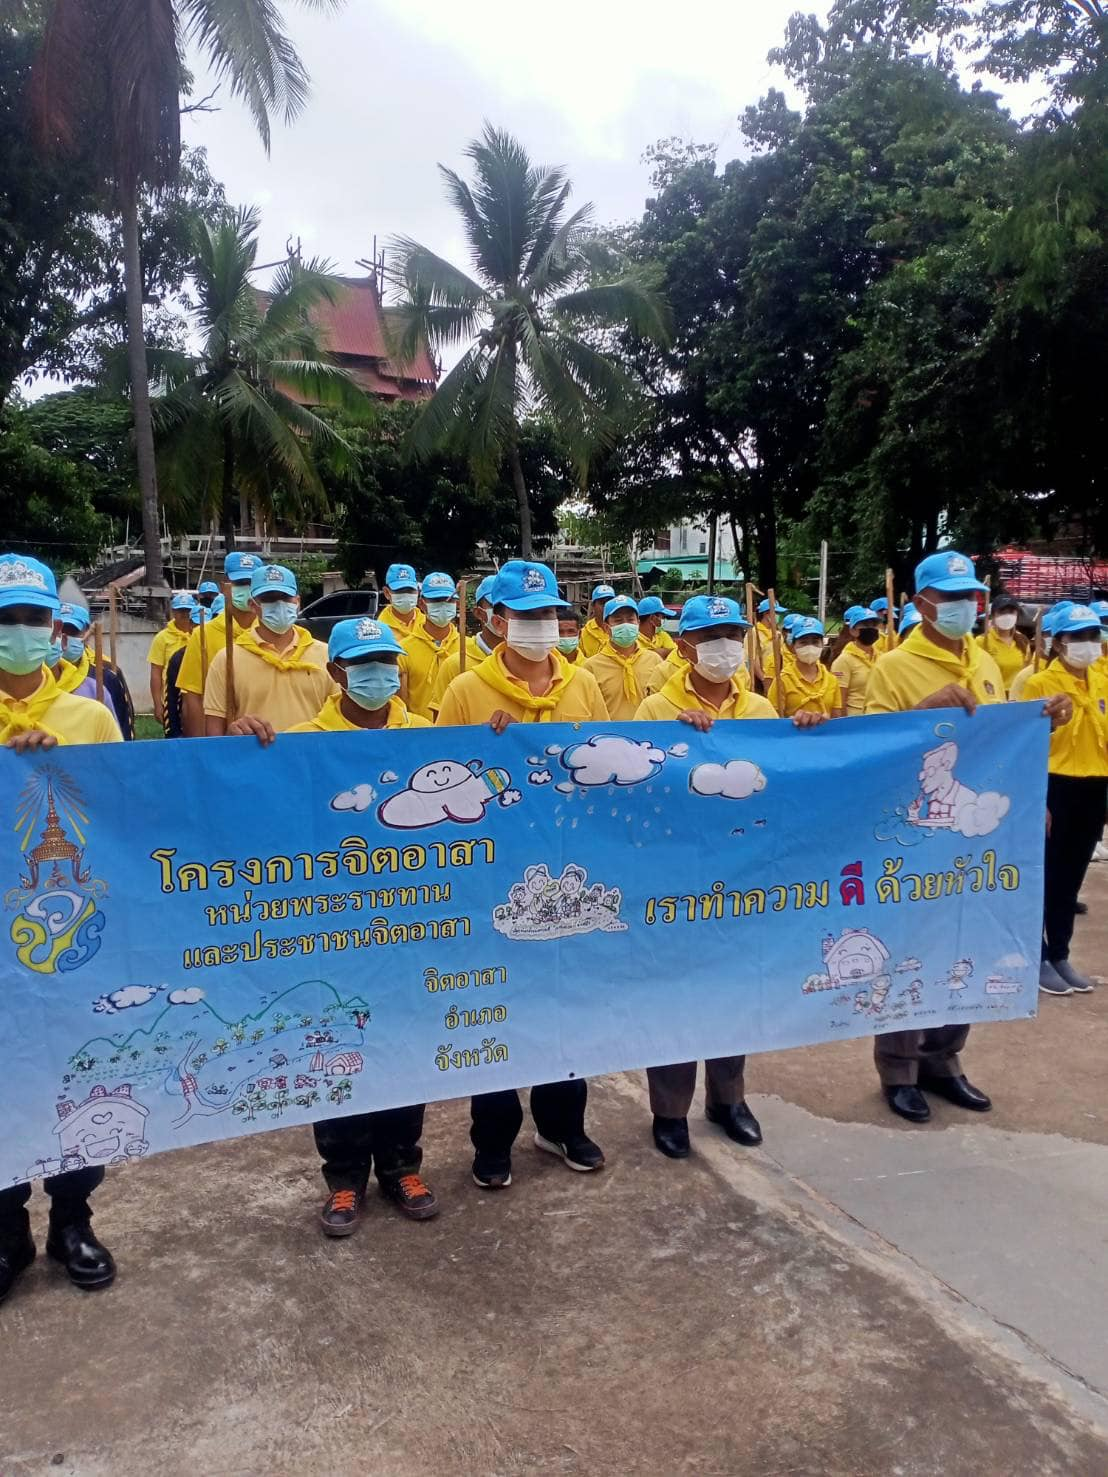 โครงการจิตอาสา
หน่วยพระราชทาน
และประชาชนจิตอาสา
จิตอาสา
อำเภอ
จังหวัด
เราทำความ ดี ด้วยหัวใจ